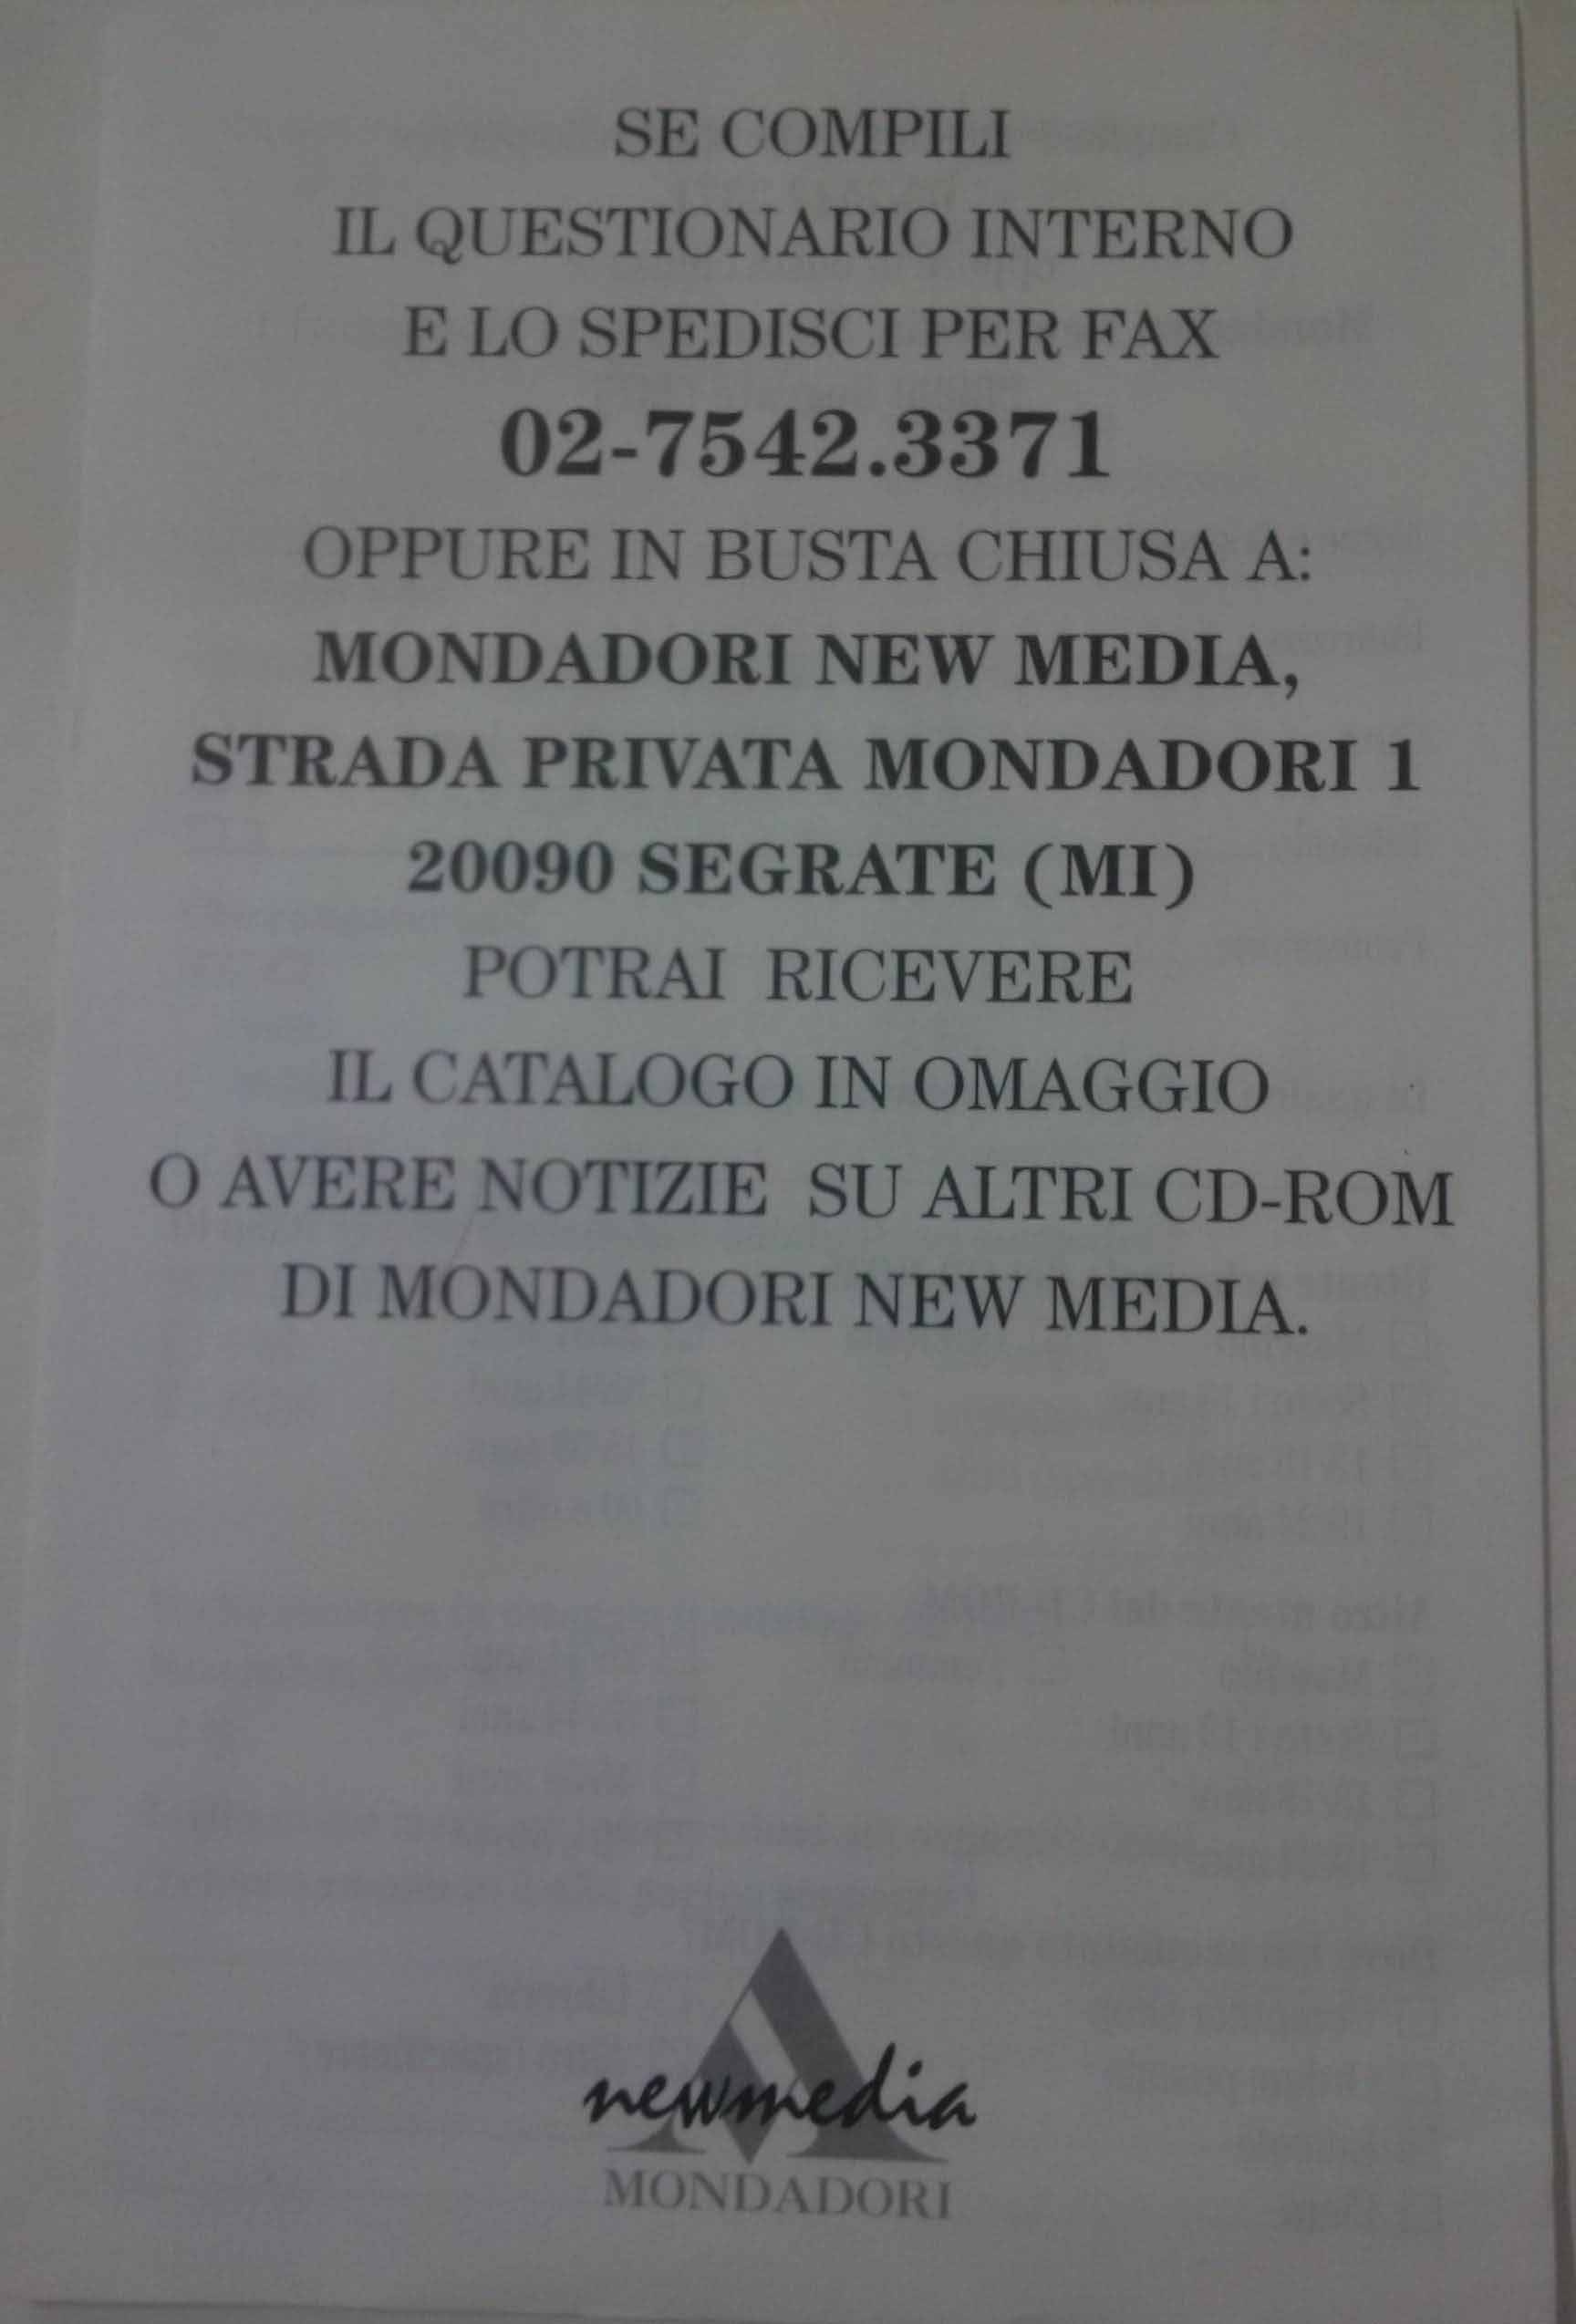 SE COMPILI
IL QUESTIONARIO INTERNO
E LO SPEDISCI PER FAX
02-7542.3371
OPPURE IN BUSTA CHIUSA A:
MONDADORI NEW MEDIA,
STRADA PRIVATA MONDADORI 1
20090 SEGRATE (MI)
POTRAI RICEVERE
IL CATALOGO IN OMAGGIO
O AVERE NOTIZIE SU ALTRI CD-ROM
DI MONDADORI NEW MEDIA.
newmedia
MONDADORI